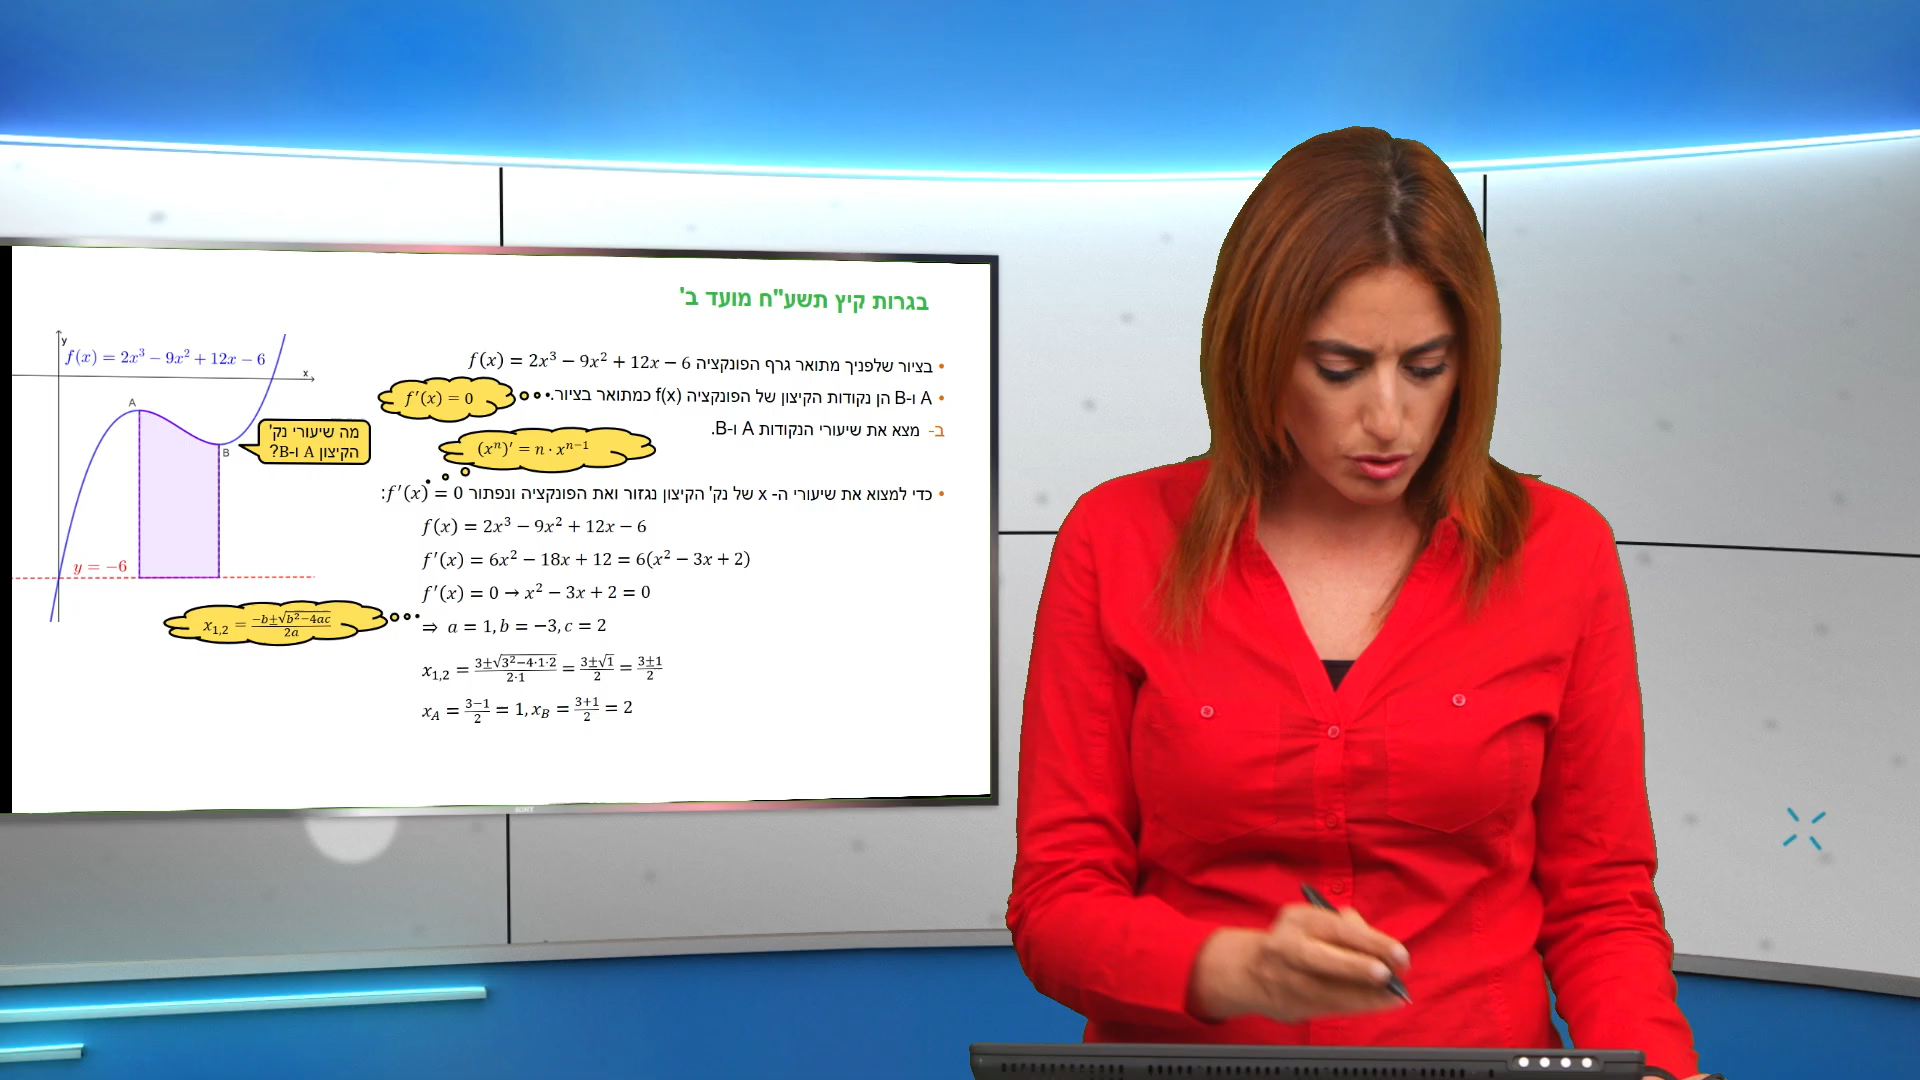 בגרות קיץ תשע"ח מועד ב'
• בציור שלפניך מתואר גרף הפונקציה f(x) = 2x³ − 9x² + 12x − 6
• A ו-B הן נקודות הקיצון של הפונקציה f(x) כמתואר בציור.
f′(x) = 0
ב- מצא את שיעורי הנקודות A ו-B.
(xⁿ)′ = n · xⁿ⁻¹
• כדי למצוא את שיעורי ה- x של נק' הקיצון נגזור ואת הפונקציה ונפתור f′(x) = 0:
f(x) = 2x³ − 9x² + 12x − 6
f′(x) = 6x² − 18x + 12 = 6(x² − 3x + 2)
f′(x) = 0 → x² − 3x + 2 = 0
⇒ a = 1, b = −3, c = 2
x₁,₂ = (−b±√(b²−4ac))/2a
x₁,₂ = (3±√(3²−4·1·2))/(2·1) = (3±√1)/2 = (3±1)/2
x_A = (3−1)/2 = 1, x_B = (3+1)/2 = 2
y
f(x) = 2x³ − 9x² + 12x − 6
x
A
B
מה שיעורי נק'
הקיצון A ו-B?
y = −6
SONY